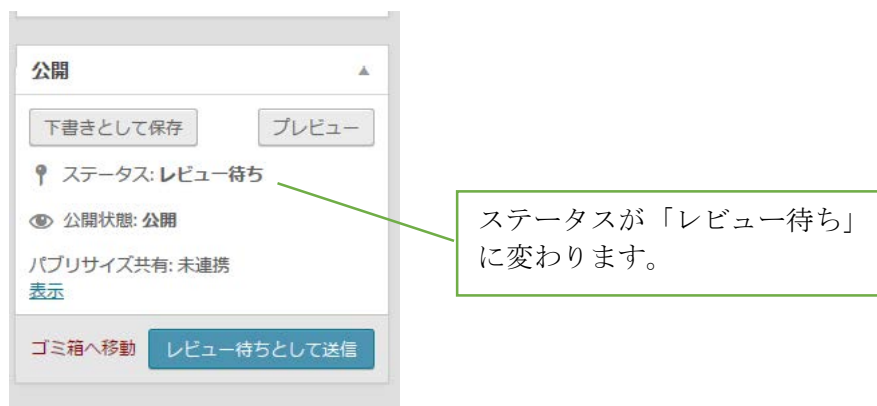 公開
下書きとして保存 プレビュー
ステータス: レビュー待ち
公開状態: 公開
パブリサイズ共有: 未連携
表示
ゴミ箱へ移動 レビュー待ちとして送信
ステータスが「レビュー待ち」
に変わります。